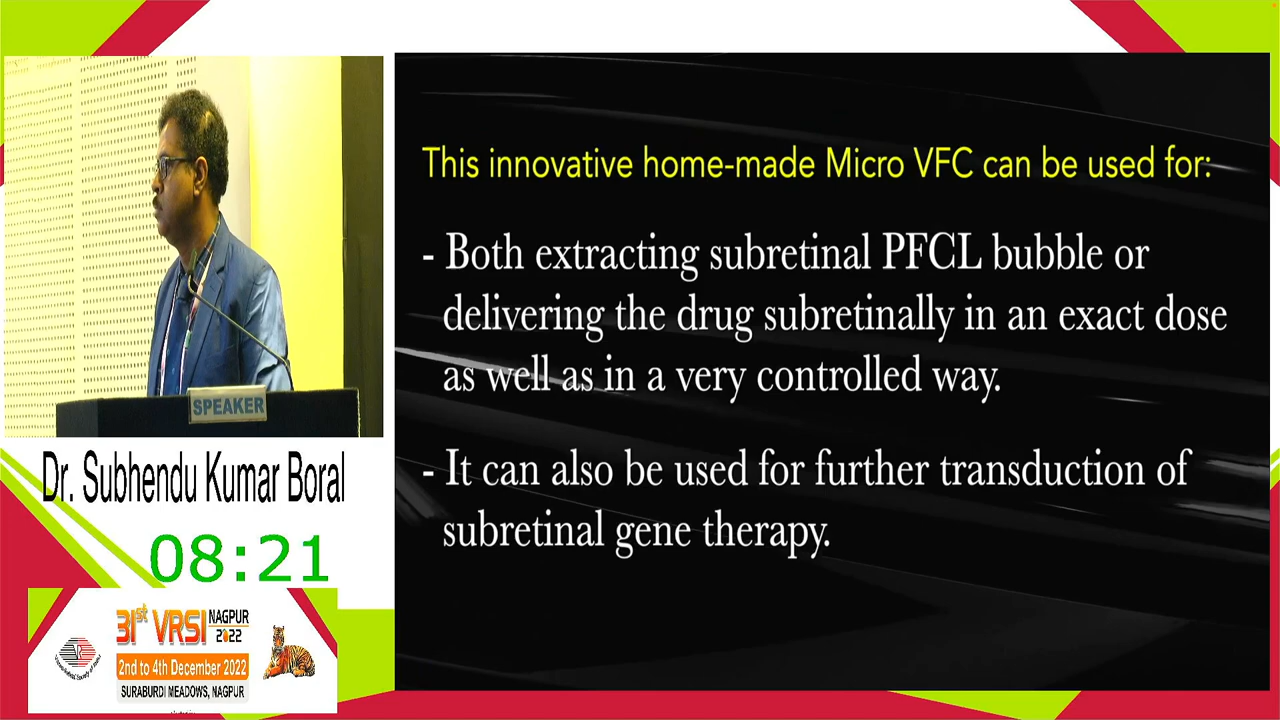 This innovative home-made Micro VFC can be used for:
- Both extracting subretinal PFCL bubble or
delivering the drug subretinally in an exact dose
as well as in a very controlled way.
- It can also be used for further transduction of
subretinal gene therapy.
SPEAKER
Dr. Subhendu Kumar Boral
08:21
31st VRSI NAGPUR 2022
2nd to 4th December 2022
SURABURDI MEADOWS, NAGPUR